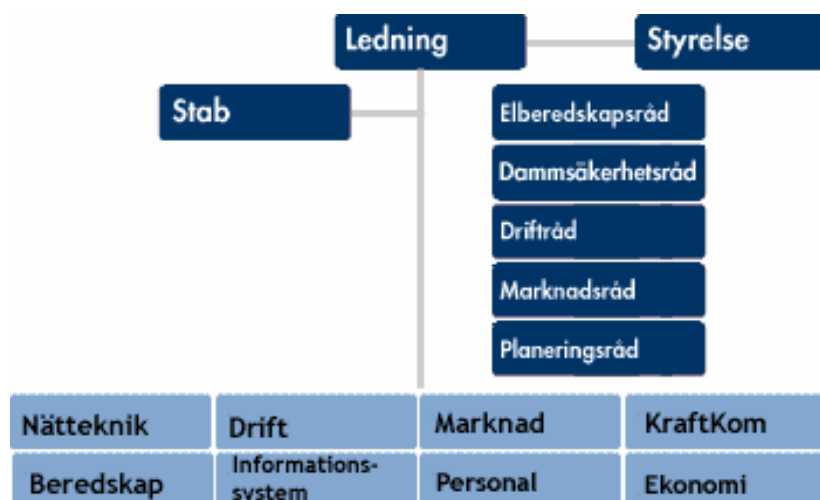 Ledning
Styrelse
Stab
Elberedskapsråd
Dammsäkerhetsråd
Driftråd
Marknadsråd
Planeringsråd
Nätteknik
Drift
Marknad
KraftKom
Beredskap
Informations-
system
Personal
Ekonomi